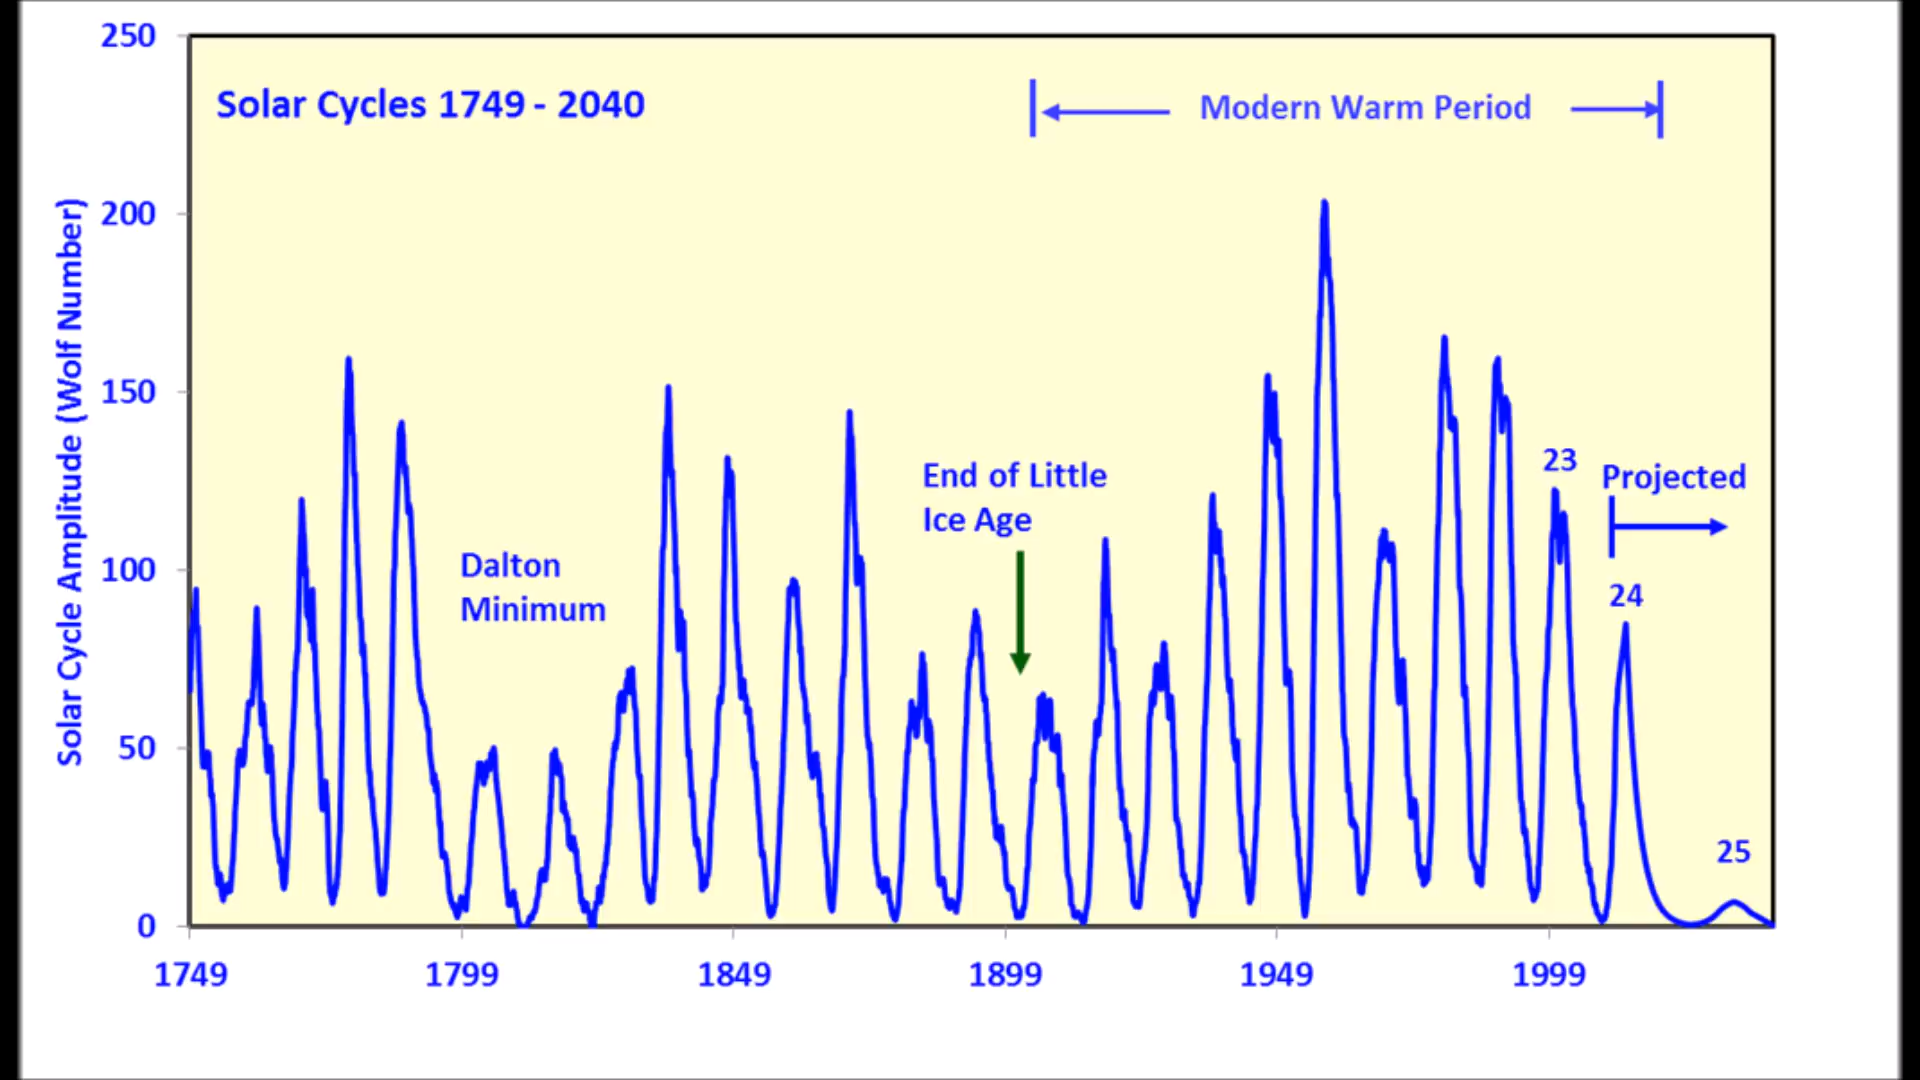 250
Solar Cycles 1749 - 2040
Modern Warm Period
200
Solar Cycle Amplitude (Wolf Number)
150
23
Projected
End of Little
Ice Age
100
Dalton
Minimum
24
50
25
0
1749
1799
1849
1899
1949
1999